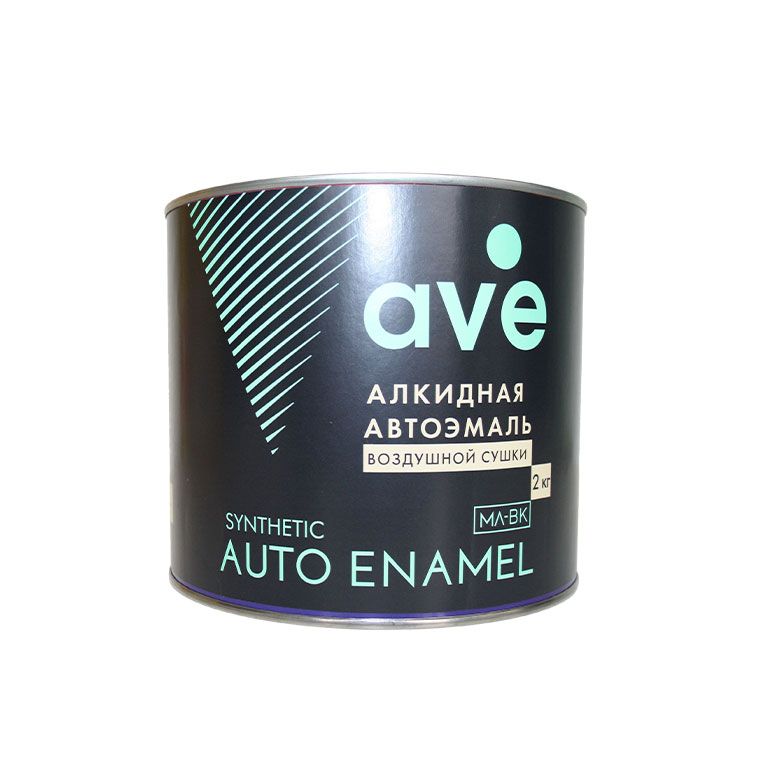 ave
АЛКИДНАЯ
АВТОЭМАЛЬ
ВОЗДУШНОЙ СУШКИ
2 кг
МЛ-ВК
SYNTHETIC
AUTO ENAMEL